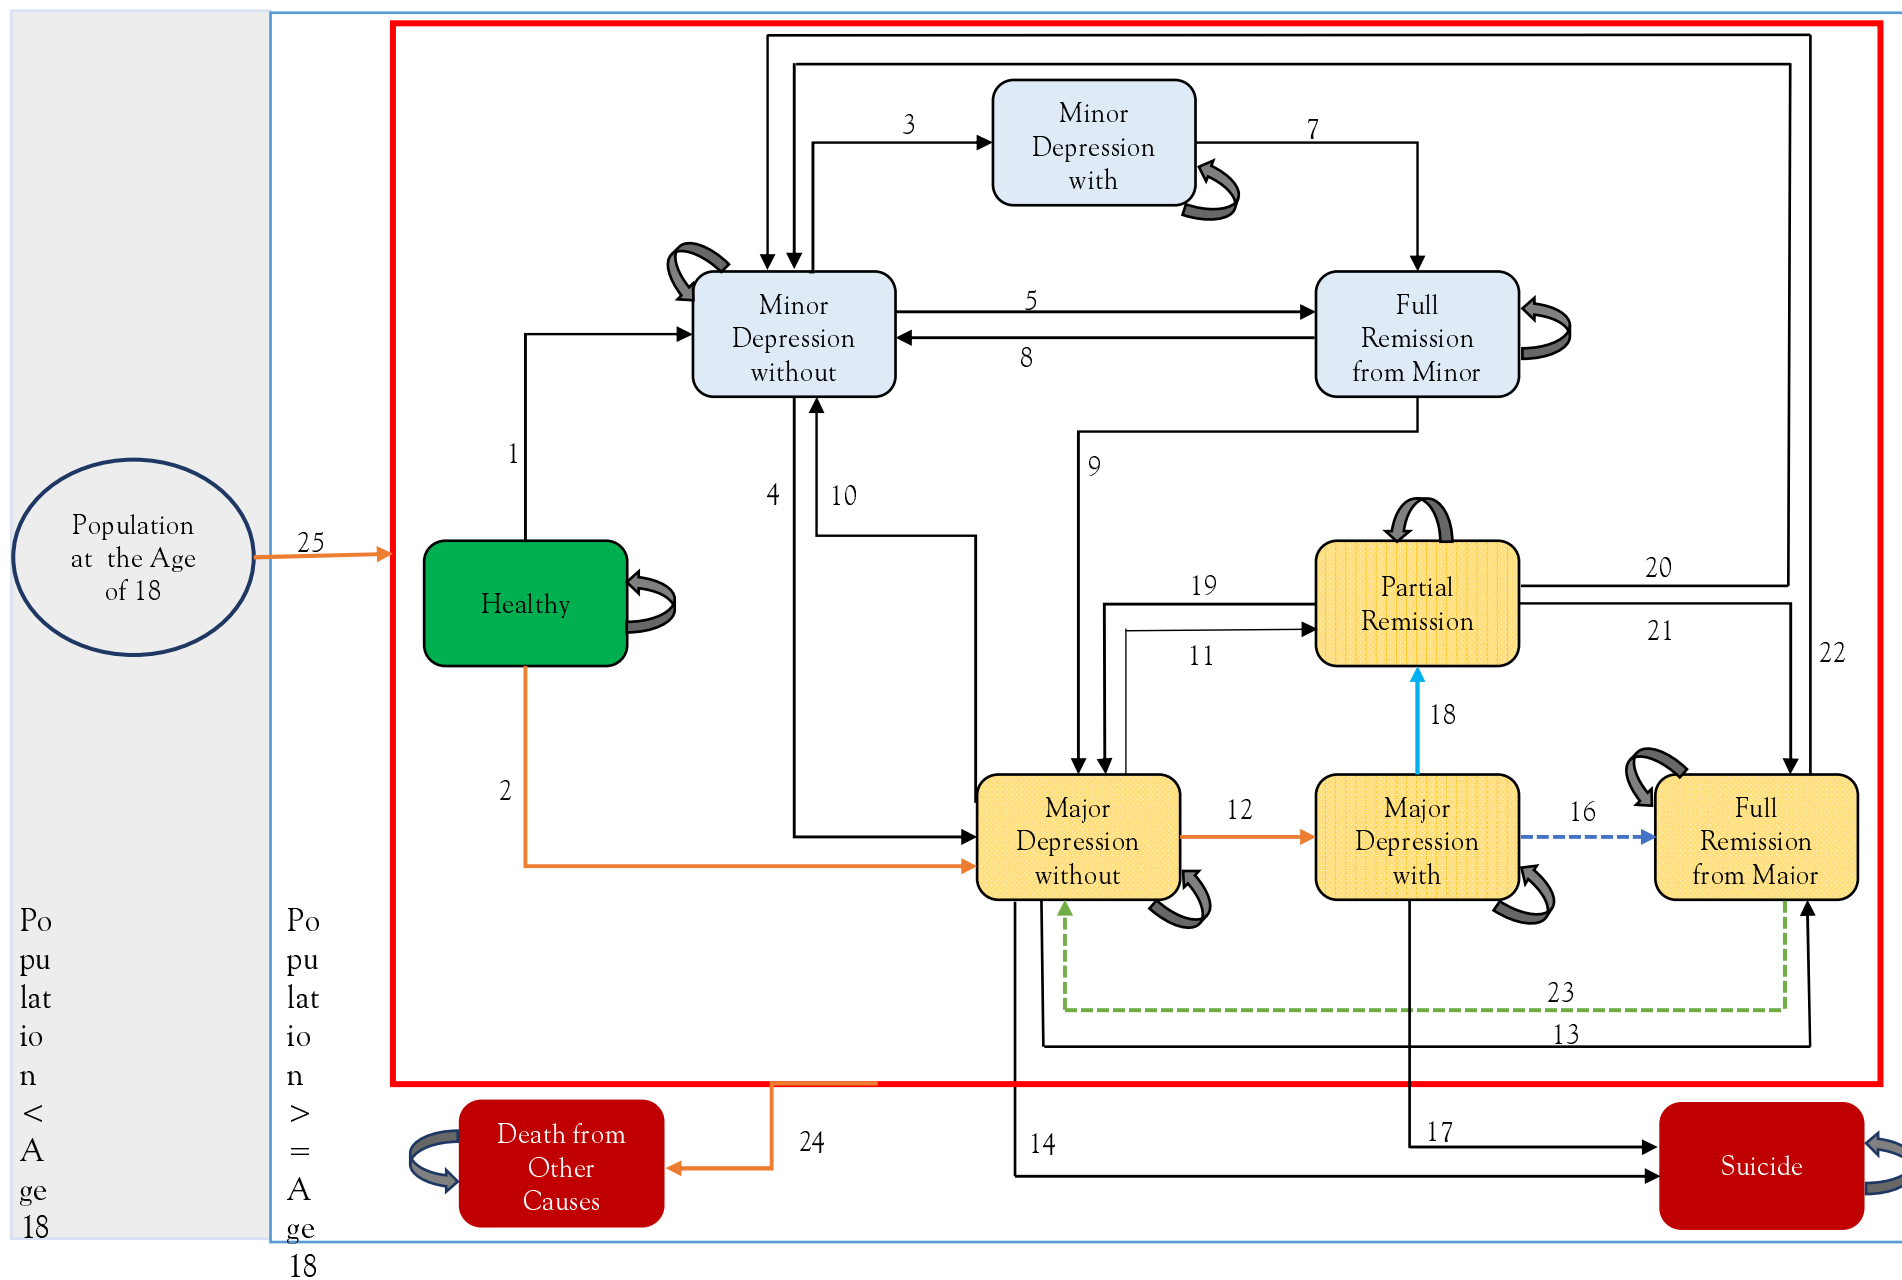 3
Minor
Depression
with
7
Minor
Depression
without
5
8
Full
Remission
from Minor
1
4
10
9
Population
at the Age
of 18
25
Healthy
19
11
Partial
Remission
20
21
22
18
2
Major
Depression
without
12
Major
Depression
with
16
Full
Remission
from Major
23
13
Po
pu
lat
io
n
<
A
ge
18
Po
pu
lat
io
n
>
=
A
ge
18
Death from
Other
Causes
24
14
17
Suicide